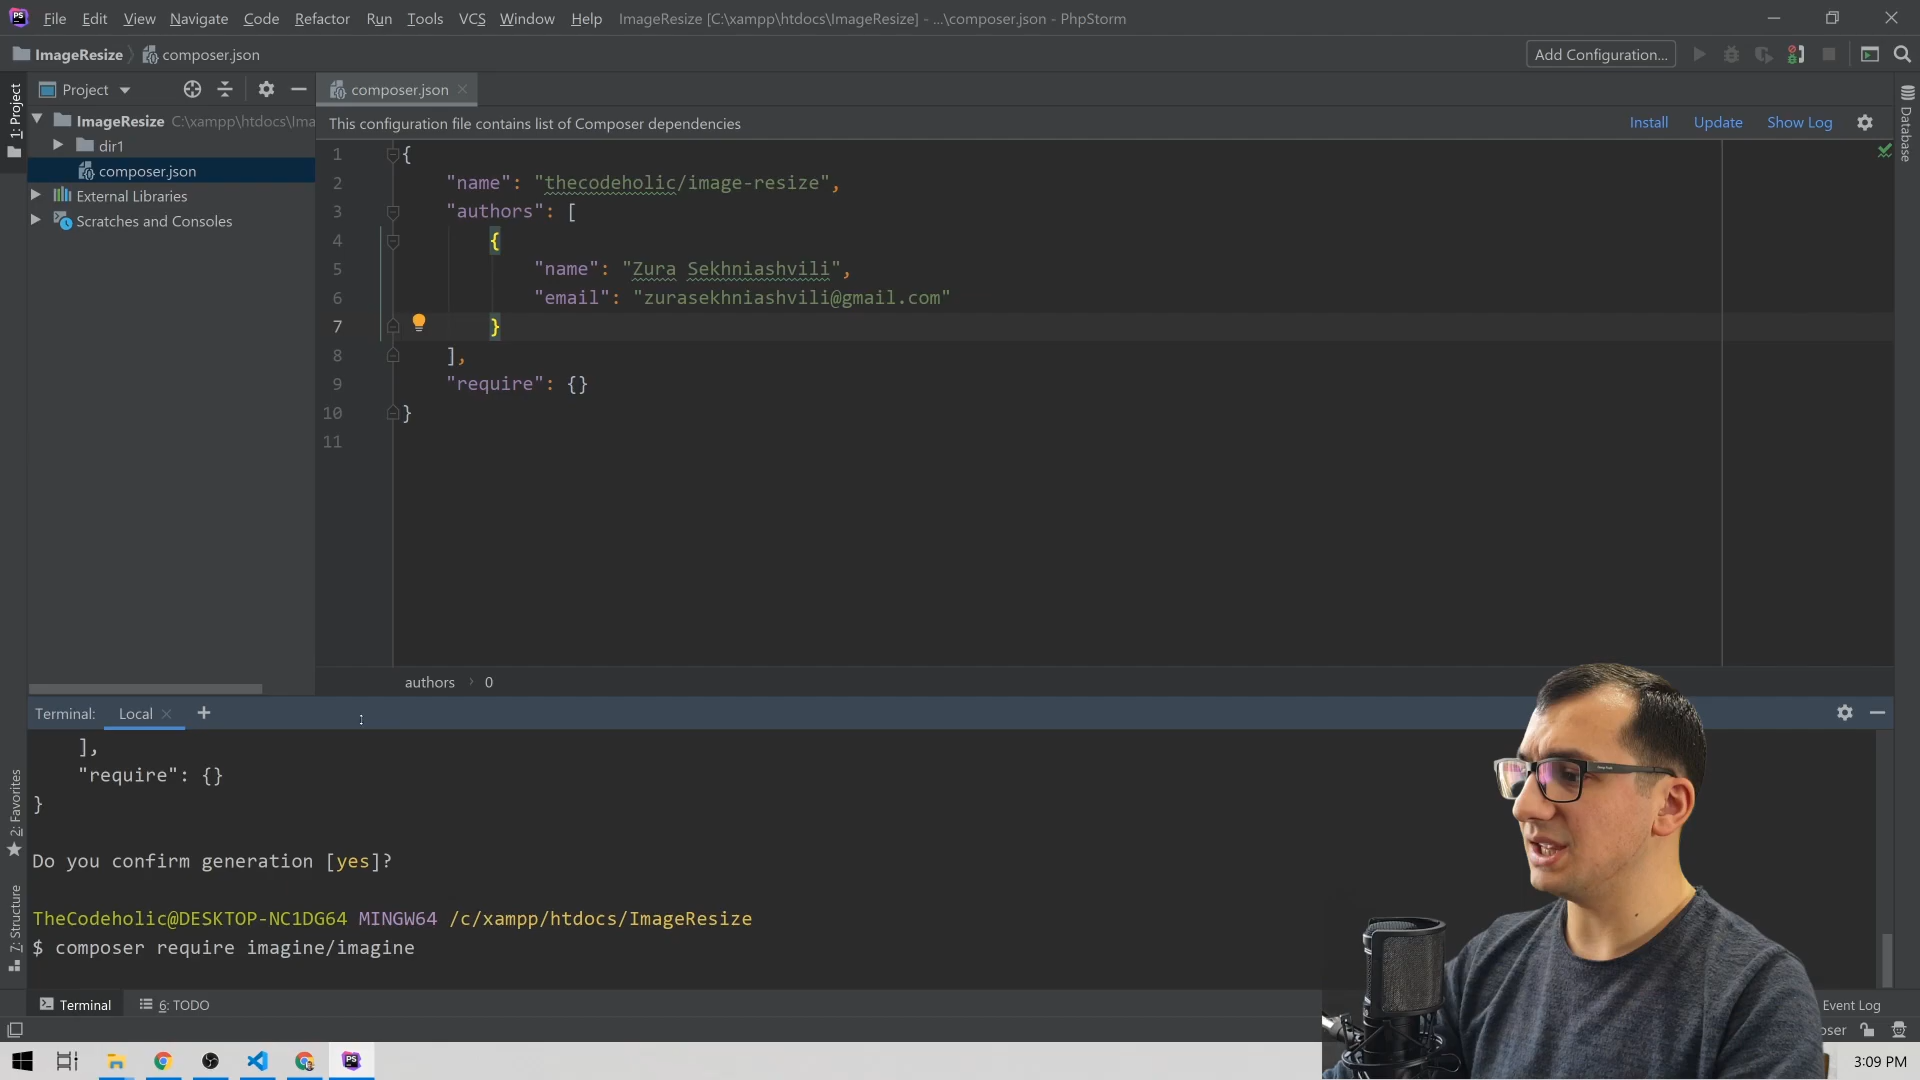 PS File Edit View Navigate Code Refactor Run Tools VCS Window Help ImageResize [C:\xampp\htdocs\ImageResize] - ...\composer.json - PhpStorm
ImageResize composer.json Add Configuration...
1: Project
Project
composer.json
Database
ImageResize C:\xampp\htdocs\Ima
dir1
composer.json
External Libraries
Scratches and Consoles
This configuration file contains list of Composer dependencies Install Update Show Log
1 {
2 "name": "thecodeholic/image-resize",
3 "authors": [
4 {
5 "name": "Zura Sekhniashvili",
6 "email": "zurasekhniashvili@gmail.com"
7 }
8 ],
9 "require": {}
10 }
11
authors › 0
Terminal: Local +
],
"require": {}
}
2: Favorites
Do you confirm generation [yes]?
7: Structure
TheCodeholic@DESKTOP-NC1DG64 MINGW64 /c/xampp/htdocs/ImageResize
$ composer require imagine/imagine
Terminal 6: TODO Event Log
oser
PS 3:09 PM